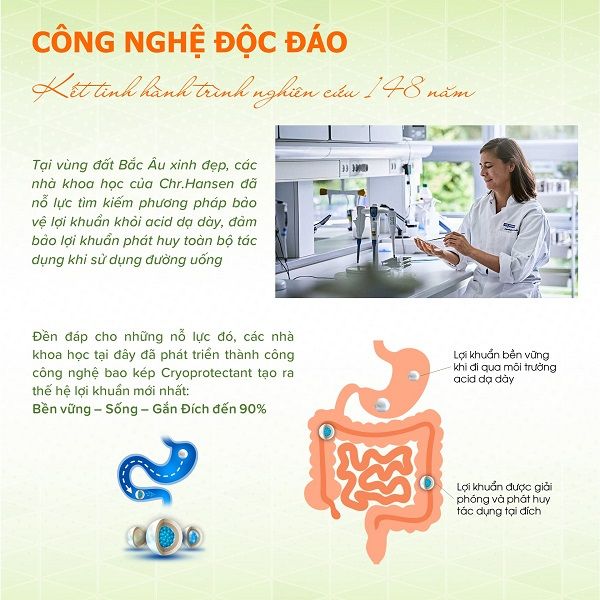 CÔNG NGHỆ ĐỘC ĐÁO
Kết tinh hành trình nghiên cứu 148 năm
Tại vùng đất Bắc Âu xinh đẹp, các
nhà khoa học của Chr.Hansen đã
nỗ lực tìm kiếm phương pháp bảo
vệ lợi khuẩn khỏi acid dạ dày, đảm
bảo lợi khuẩn phát huy toàn bộ tác
dụng khi sử dụng đường uống
Đền đáp cho những nỗ lực đó, các nhà
khoa học tại đây đã phát triển thành công
công nghệ bao kép Cryoprotectant tạo ra
thế hệ lợi khuẩn mới nhất:
Bền vững – Sống – Gắn Đích đến 90%
Lợi khuẩn bền vững
khi đi qua môi trường
acid dạ dày
Lợi khuẩn được giải
phóng và phát huy
tác dụng tại đích